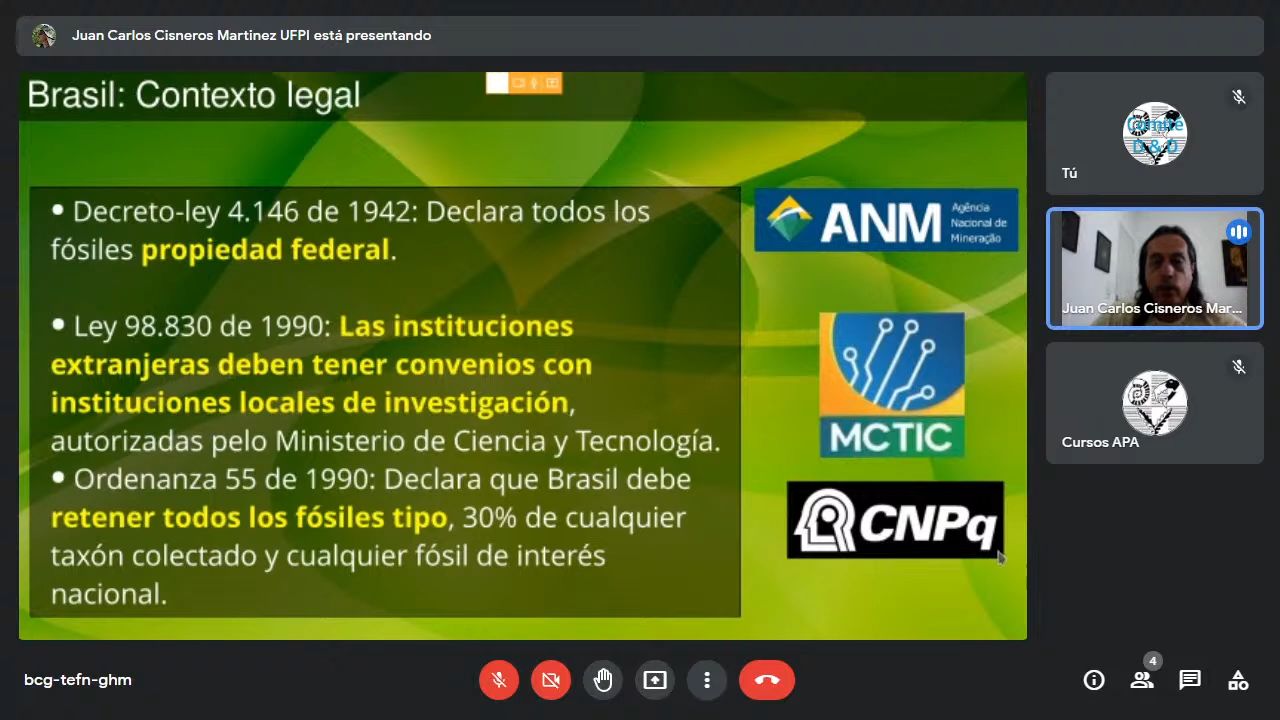 Juan Carlos Cisneros Martinez UFPI está presentando
Brasil: Contexto legal
• Decreto-ley 4.146 de 1942: Declara todos los
fósiles propiedad federal.
• Ley 98.830 de 1990: Las instituciones
extranjeras deben tener convenios con
instituciones locales de investigación,
autorizadas pelo Ministerio de Ciencia y Tecnología.
• Ordenanza 55 de 1990: Declara que Brasil debe
retener todos los fósiles tipo, 30% de cualquier
taxón colectado y cualquier fósil de interés
nacional.
ANM
Agência
Nacional de
Mineração
MCTIC
CNPq
Comite
D & D
Tú
Juan Carlos Cisneros Mar...
Cursos APA
bcg-tefn-ghm
4